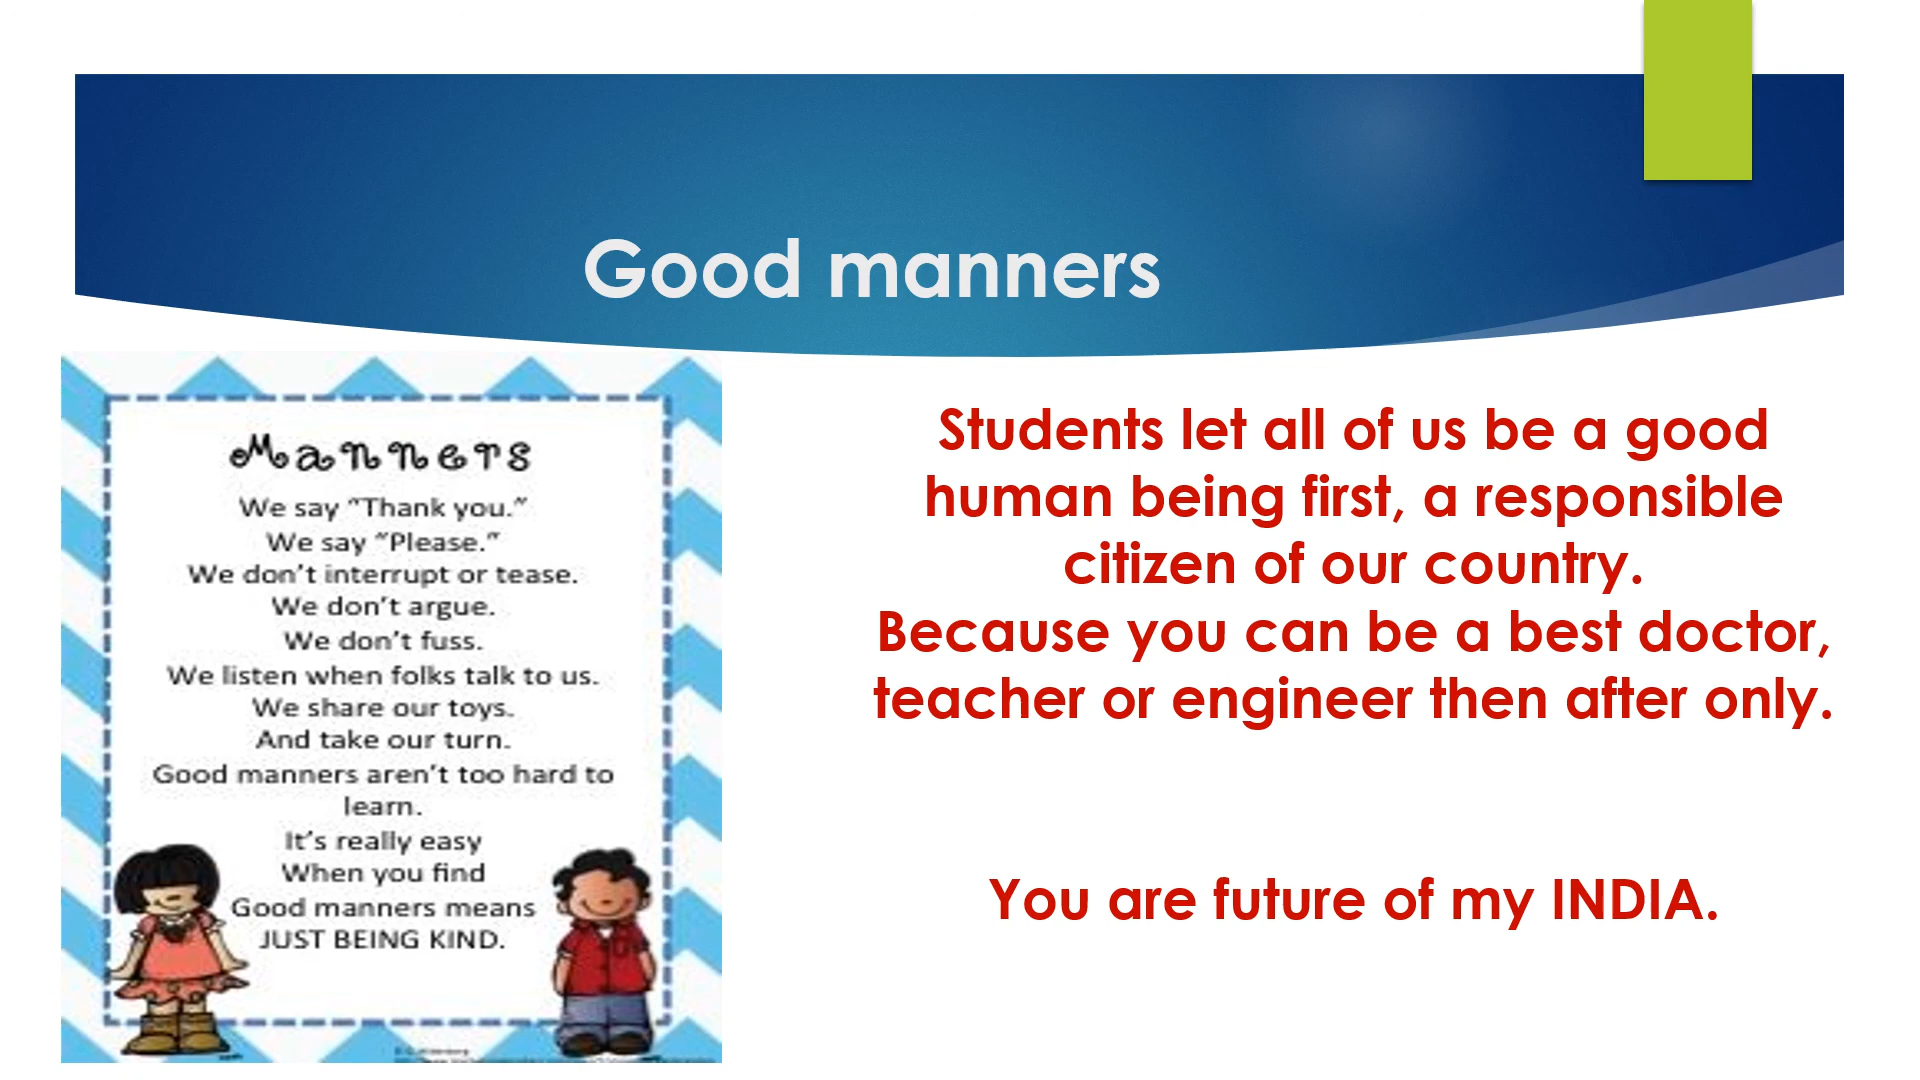 Good manners
Manners
We say “Thank you.”
We say “Please.”
We don’t interrupt or tease.
We don’t argue.
We don’t fuss.
We listen when folks talk to us.
We share our toys.
And take our turn.
Good manners aren’t too hard to
learn.
It’s really easy
When you find
Good manners means
JUST BEING KIND.
Students let all of us be a good
human being first, a responsible
citizen of our country.
Because you can be a best doctor,
teacher or engineer then after only.
You are future of my INDIA.